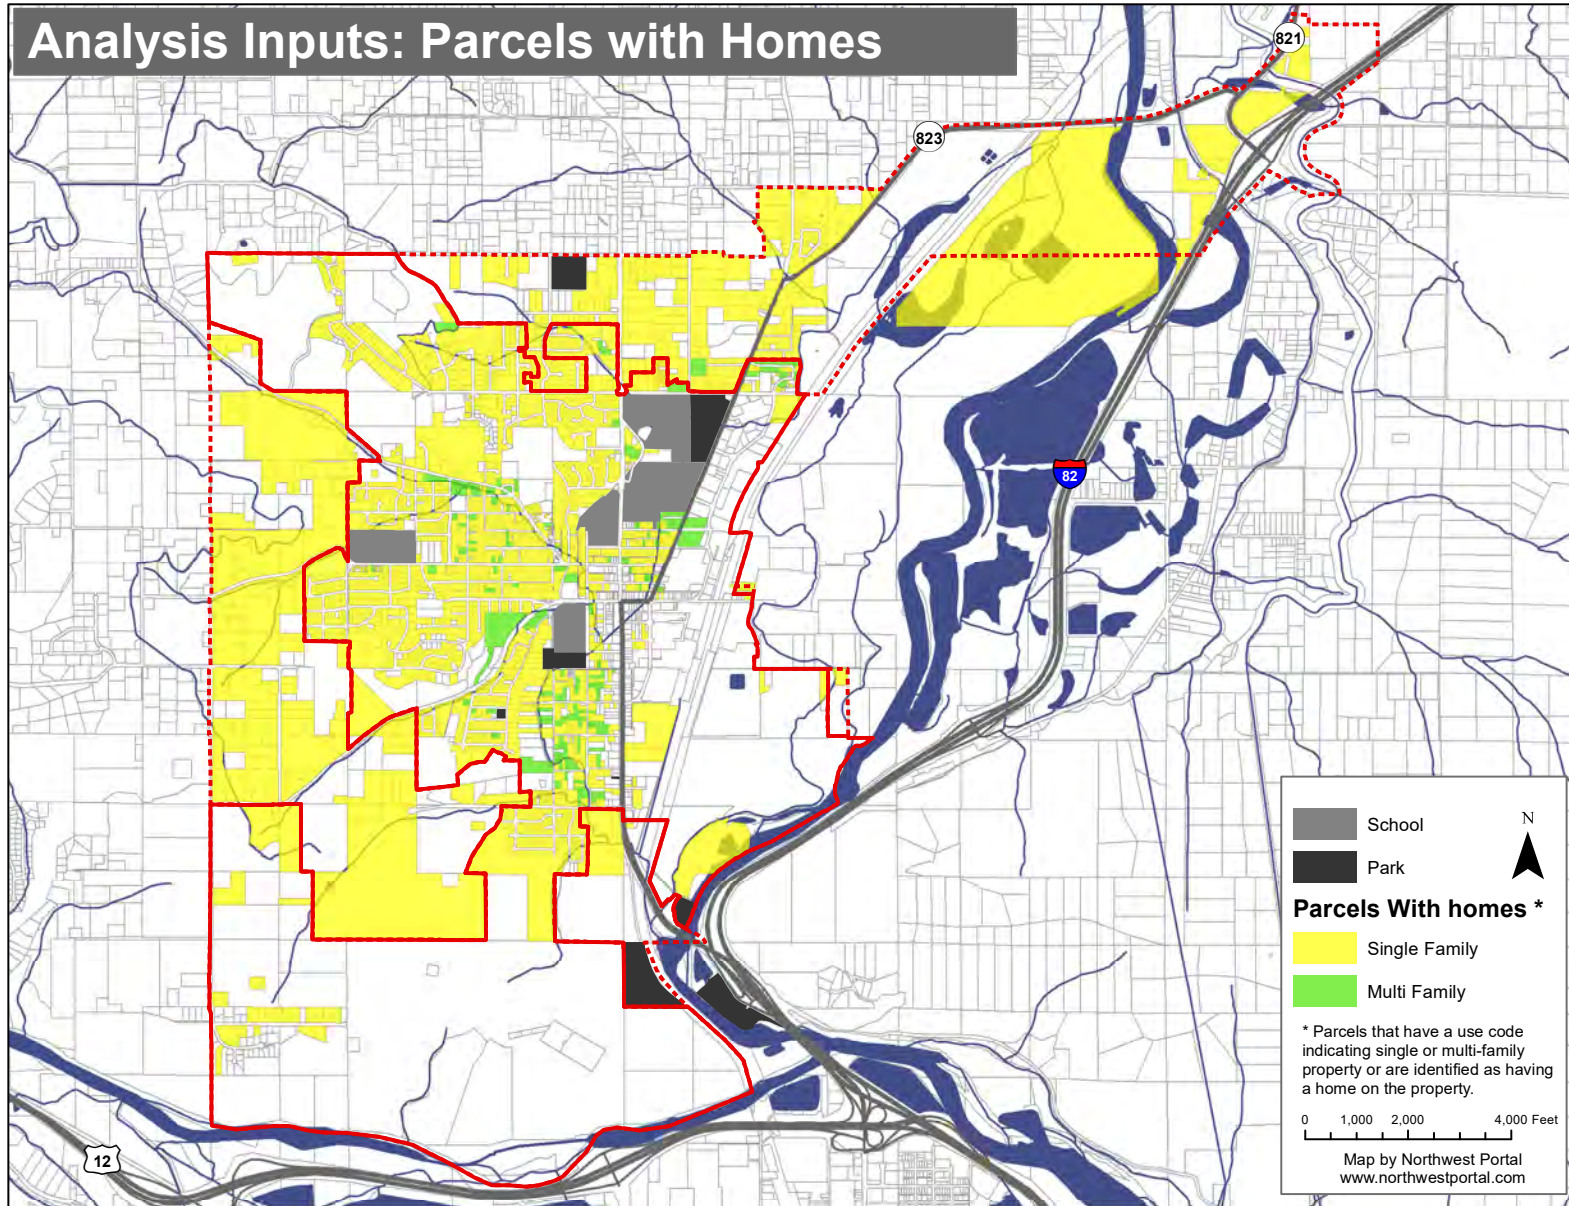 Analysis Inputs: Parcels with Homes
821
823
82
12
School
Park
N
Parcels With homes *
Single Family
Multi Family
* Parcels that have a use code
indicating single or multi-family
property or are identified as having
a home on the property.
0 1,000 2,000 4,000 Feet
Map by Northwest Portal
www.northwestportal.com